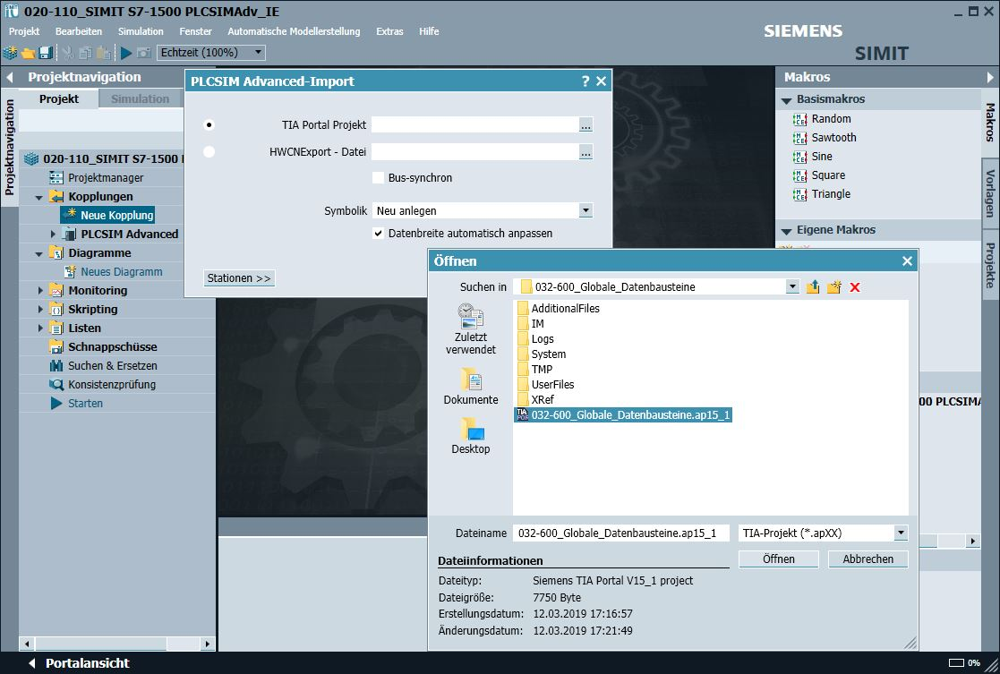 020-110_SIMIT S7-1500 PLCSIMAdv_IE
Projekt Bearbeiten Simulation Fenster Automatische Modellerstellung Extras Hilfe
SIEMENS
SIMIT
Echtzeit (100%)
Projektnavigation
Projekt Simulation
Projektnavigation
020-110_SIMIT S7-1500
Projektmanager
Kopplungen
Neue Kopplung
PLCSIM Advanced
Diagramme
Neues Diagramm
Monitoring
Skripting
Listen
Schnappschüsse
Suchen & Ersetzen
Konsistenzprüfung
Starten
PLCSIM Advanced-Import
?
TIA Portal Projekt
...
HWCNExport - Datei
...
Bus-synchron
Symbolik Neu anlegen
Datenbreite automatisch anpassen
Stationen >>
Makros
Basismakros
Random
Sawtooth
Sine
Square
Triangle
Eigene Makros
Makros
Vorlagen
Projekte
00 PLCSIMA
Öffnen
Suchen in 032-600_Globale_Datenbausteine
Zuletzt
verwendet
Dokumente
Desktop
AdditionalFiles
IM
Logs
System
TMP
UserFiles
XRef
032-600_Globale_Datenbausteine.ap15_1
Dateiname 032-600_Globale_Datenbausteine.ap15_1 TIA-Projekt (*.apXX)
Öffnen Abbrechen
Dateiinformationen
Dateityp: Siemens TIA Portal V15_1 project
Dateigröße: 7750 Byte
Erstellungsdatum: 12.03.2019 17:16:57
Änderungsdatum: 12.03.2019 17:21:49
Portalansicht
0%